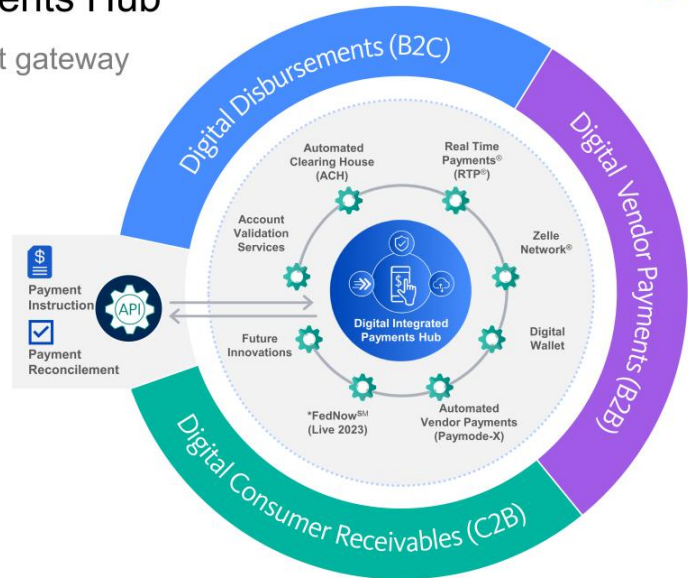 ents Hub
t gateway
Digital Disbursements (B2C)
Digital Vendor Payments (B2B)
Digital Consumer Receivables (C2B)
Automated
Clearing House
(ACH)
Real Time
Payments®
(RTP®)
Account
Validation
Services
Zelle
Network®
$
Payment
Instruction
API
Payment
Reconcilement
$
Digital Integrated
Payments Hub
Future
Innovations
Digital
Wallet
*FedNow℠
(Live 2023)
Automated
Vendor Payments
(Paymode-X)